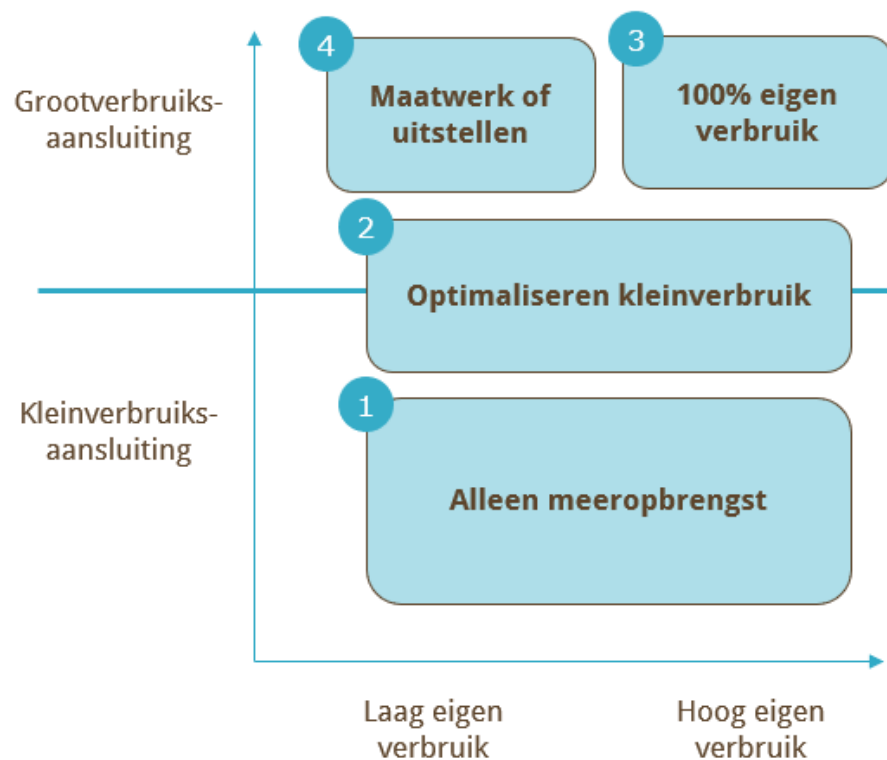 4
3
Grootverbruiks-
aansluiting
Maatwerk of
uitstellen
100% eigen
verbruik
2
Optimaliseren kleinverbruik
Kleinverbruiks-
aansluiting
1
Alleen meeropbrengst
Laag eigen
verbruik
Hoog eigen
verbruik